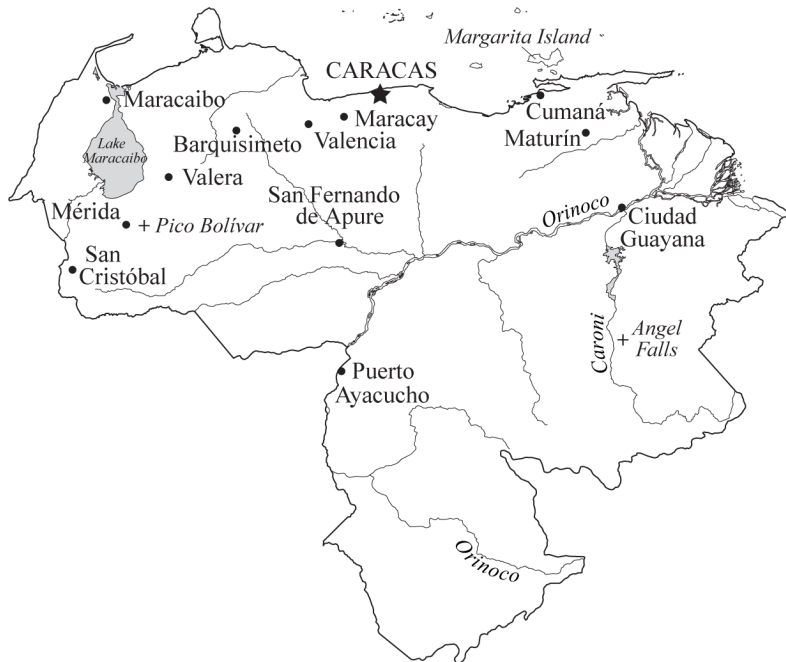 Margarita Island
CARACAS
Maracaibo
Cumaná
Maracay
Barquisimeto
Valencia
Maturín
Lake
Maracaibo
Valera
San Fernando
de Apure
Mérida
+ Pico Bolívar
Orinoco
Ciudad
Guayana
San
Cristóbal
Caroni
+ Angel
Falls
Puerto
Ayacucho
Orinoco